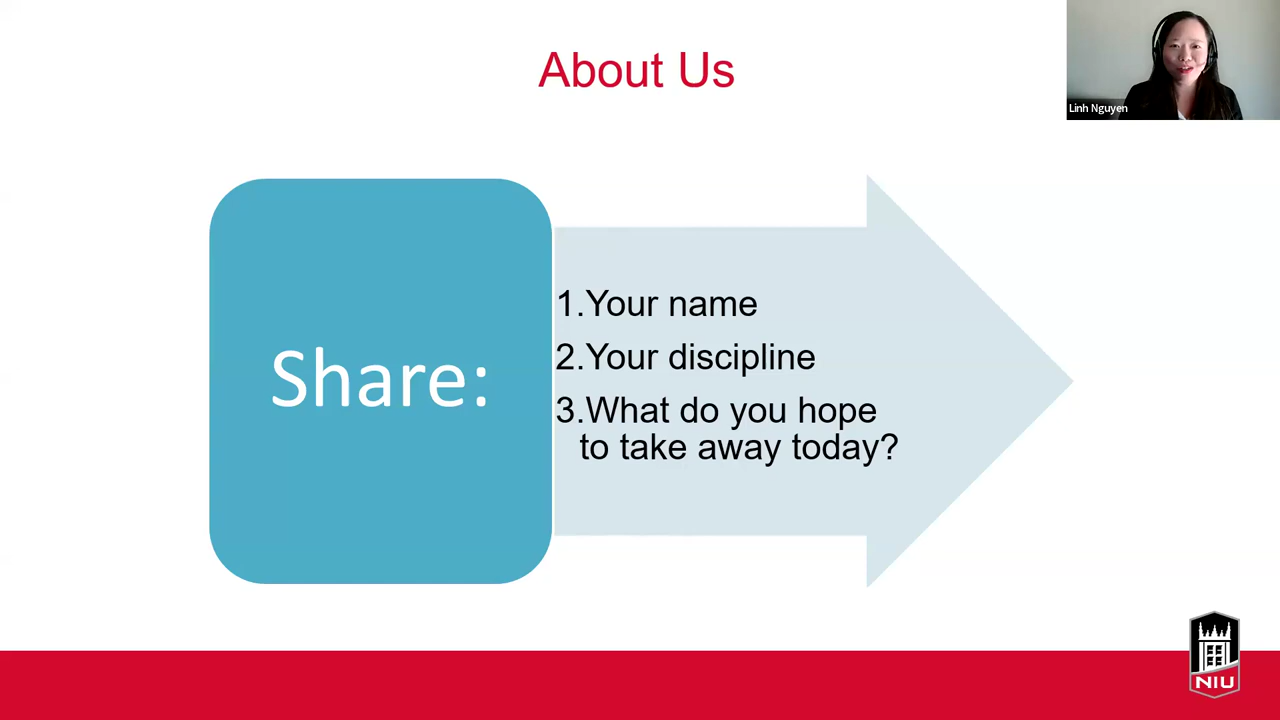 About Us
Linh Nguyen
Share:
1.Your name
2.Your discipline
3.What do you hope
to take away today?
NIU